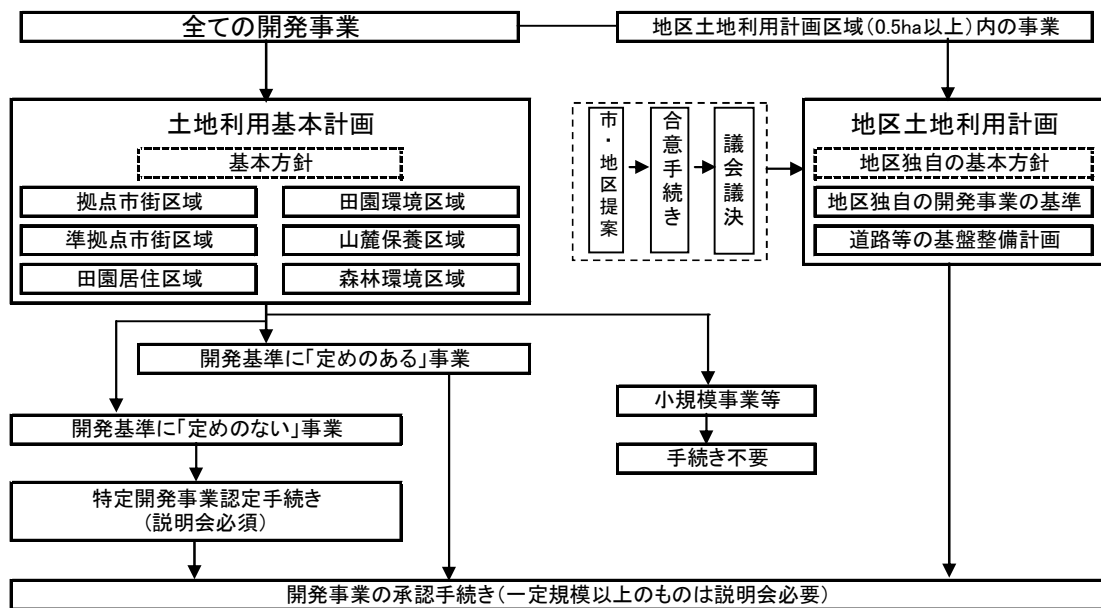 全ての開発事業
地区土地利用計画区域(0.5ha以上)内の事業
土地利用基本計画
基本方針
拠点市街区域
田園環境区域
準拠点市街区域
山麓保養区域
田園居住区域
森林環境区域
市・地区提案
合意手続き
議会議決
地区土地利用計画
地区独自の基本方針
地区独自の開発事業の基準
道路等の基盤整備計画
開発基準に「定めのある」事業
小規模事業等
開発基準に「定めのない」事業
手続き不要
特定開発事業認定手続き
(説明会必須)
開発事業の承認手続き(一定規模以上のものは説明会必要)